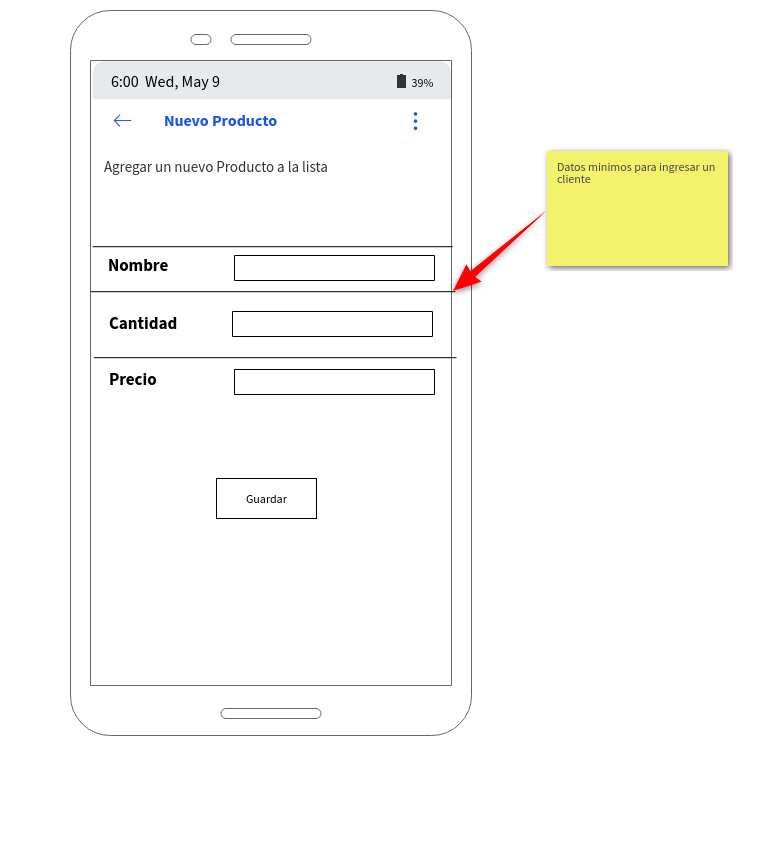 6:00 Wed, May 9
39%
Nuevo Producto
Agregar un nuevo Producto a la lista
Datos minimos para ingresar un
cliente
Nombre
Cantidad
Precio
Guardar